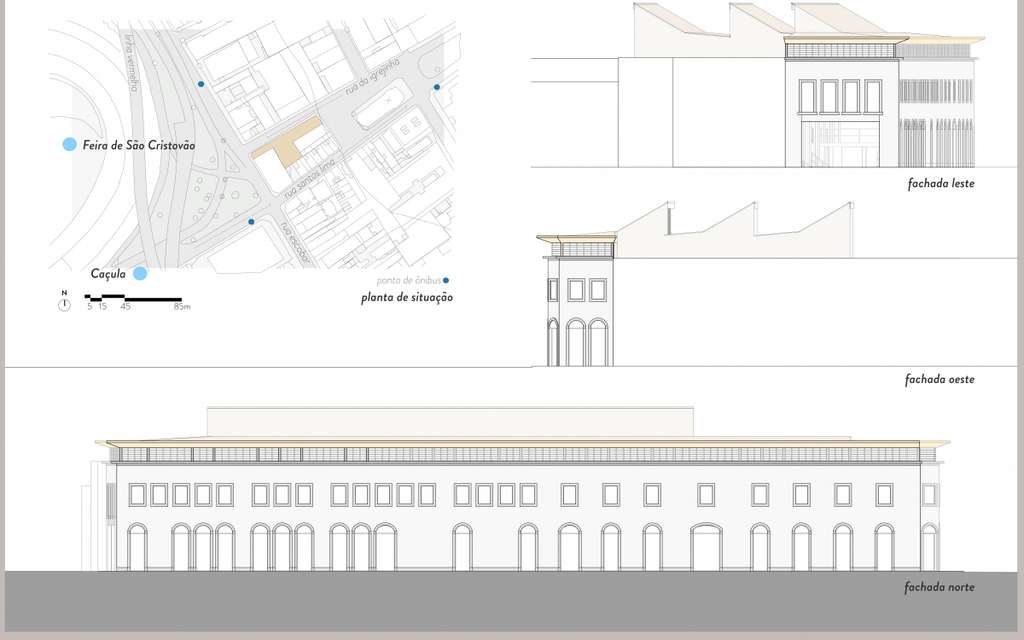 linha vermelha
rua da igrejinha
Feira de São Cristovão
rua santos lima
rua escobar
Caçula
ponto de ônibus
planta de situação
N
5 15 45 85m
fachada leste
fachada oeste
fachada norte